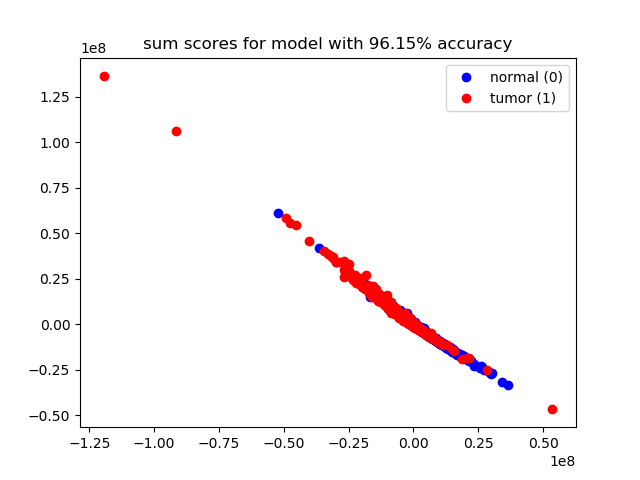 sum scores for model with 96.15% accuracy
1e8
normal (0)
tumor (1)
1.25
1.00
0.75
0.50
0.25
0.00
−0.25
−0.50
−1.25 −1.00 −0.75 −0.50 −0.25 0.00 0.25 0.50
1e8